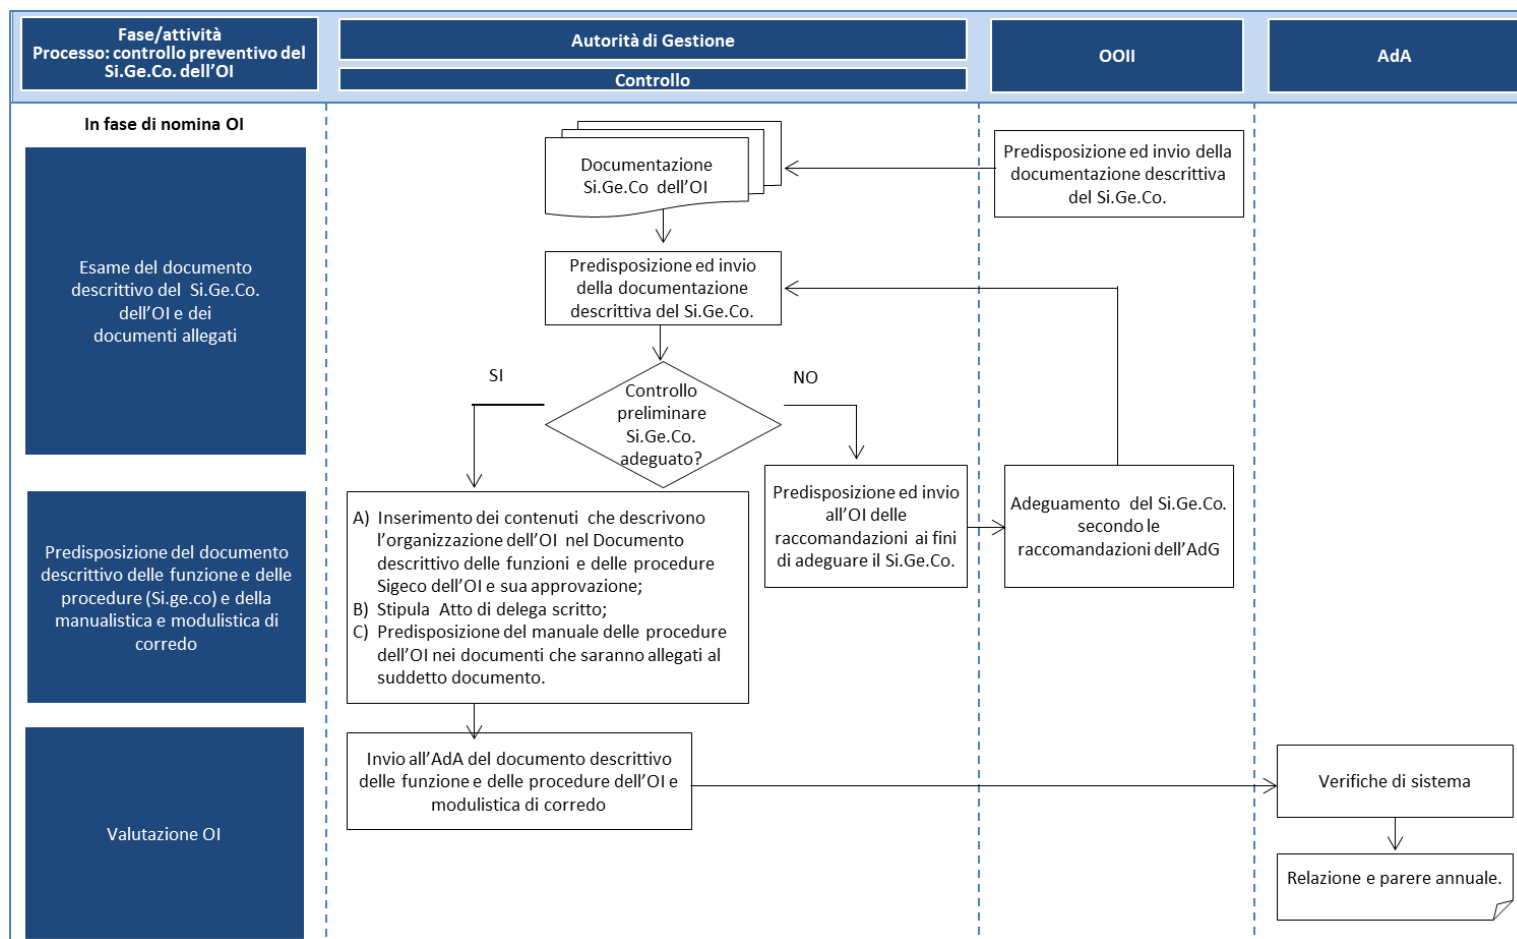 Fase/attività
Processo: controllo preventivo del
Si.Ge.Co. dell’OI
Autorità di Gestione
Controllo
OOII
AdA
In fase di nomina OI
Esame del documento
descrittivo del Si.Ge.Co.
dell’OI e dei
documenti allegati
Documentazione
Si.Ge.Co dell’OI
Predisposizione ed invio della
documentazione descrittiva
del Si.Ge.Co.
Predisposizione ed invio
della documentazione
descrittiva del Si.Ge.Co.
SI
NO
Controllo
preliminare
Si.Ge.Co.
adeguato?
Predisposizione del documento
descrittivo delle funzione e delle
procedure (Si.ge.co) e della
manualistica e modulistica di
corredo
A) Inserimento dei contenuti che descrivono
l’organizzazione dell’OI nel Documento
descrittivo delle funzioni e delle procedure
Sigeco dell’OI e sua approvazione;
B) Stipula Atto di delega scritto;
C) Predisposizione del manuale delle procedure
dell’OI nei documenti che saranno allegati al
suddetto documento.
Predisposizione ed invio
all’OI delle
raccomandazioni ai fini
di adeguare il Si.Ge.Co.
Adeguamento del Si.Ge.Co.
secondo le
raccomandazioni dell’AdG
Valutazione OI
Invio all’AdA del documento descrittivo
delle funzione e delle procedure dell’OI e
modulistica di corredo
Verifiche di sistema
Relazione e parere annuale.